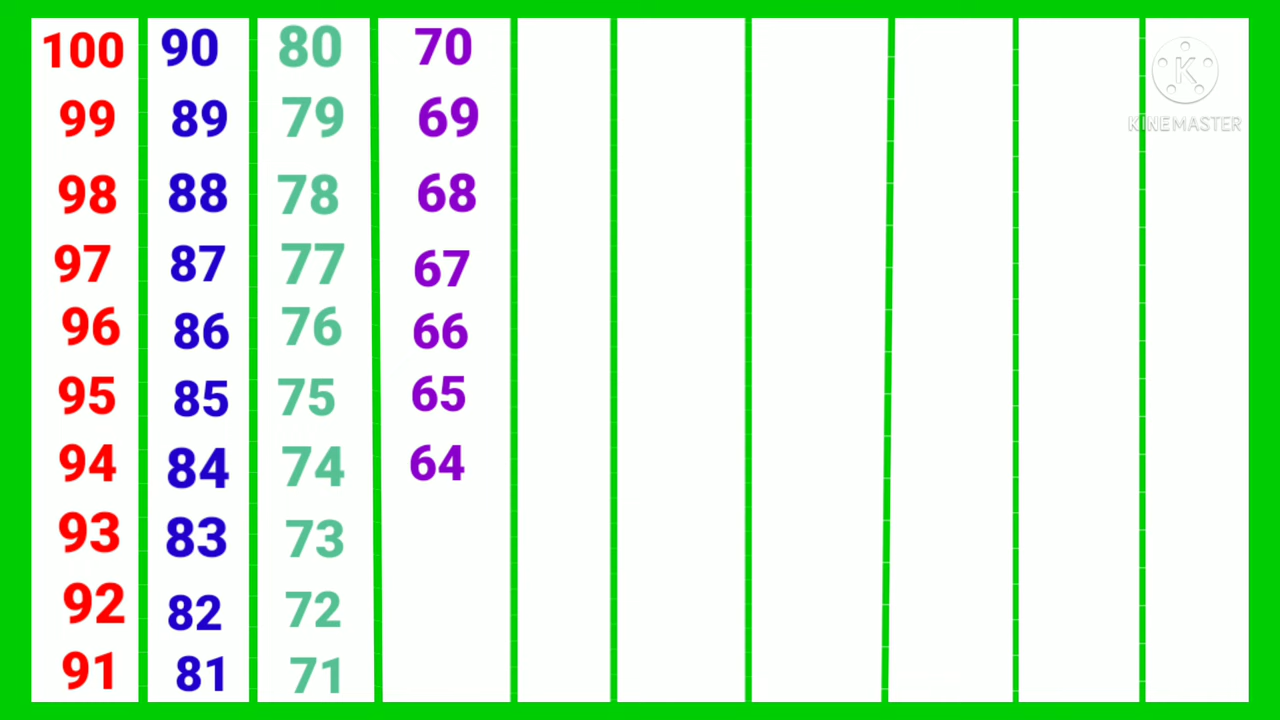 100 90 80 70
99 89 79 69
98 88 78 68
97 87 77 67
96 86 76 66
95 85 75 65
94 84 74 64
93 83 73
92 82 72
91 81 71
K
KINEMASTER